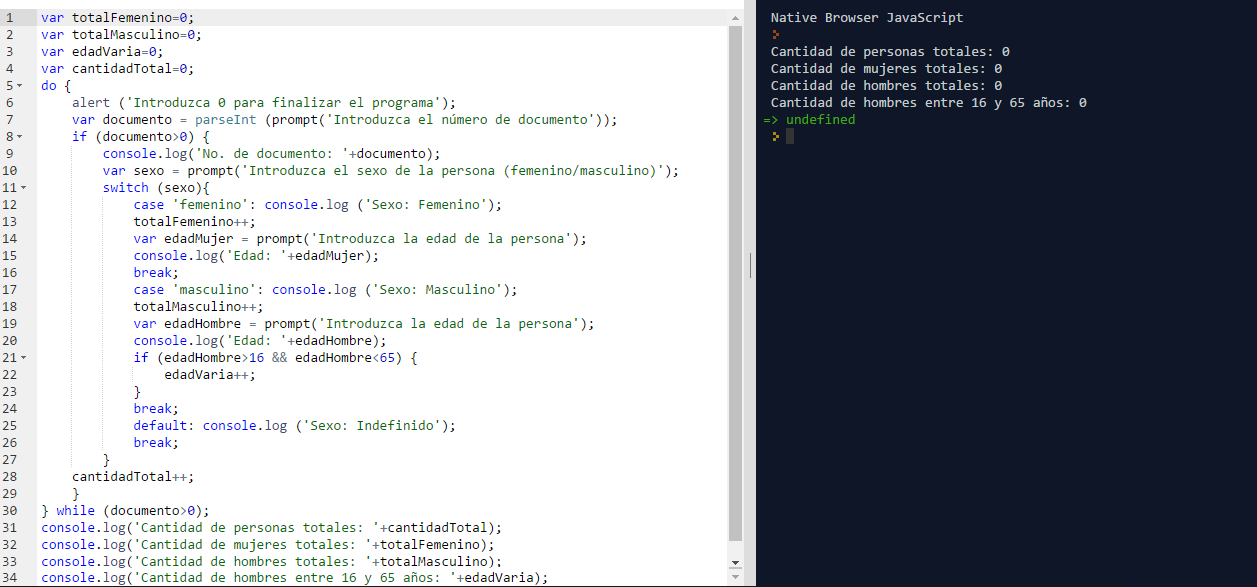 1 var totalFemenino=0;
2 var totalMasculino=0;
3 var edadVaria=0;
4 var cantidadTotal=0;
5 do {
6     alert ('Introduzca 0 para finalizar el programa');
7     var documento = parseInt (prompt('Introduzca el número de documento'));
8     if (documento>0) {
9         console.log('No. de documento: '+documento);
10         var sexo = prompt('Introduzca el sexo de la persona (femenino/masculino)');
11         switch (sexo){
12             case 'femenino': console.log ('Sexo: Femenino');
13             totalFemenino++;
14             var edadMujer = prompt('Introduzca la edad de la persona');
15             console.log('Edad: '+edadMujer);
16             break;
17             case 'masculino': console.log ('Sexo: Masculino');
18             totalMasculino++;
19             var edadHombre = prompt('Introduzca la edad de la persona');
20             console.log('Edad: '+edadHombre);
21             if (edadHombre>16 && edadHombre<65) {
22                 edadVaria++;
23             }
24             break;
25             default: console.log ('Sexo: Indefinido');
26             break;
27         }
28     cantidadTotal++;
29     }
30 } while (documento>0);
31 console.log('Cantidad de personas totales: '+cantidadTotal);
32 console.log('Cantidad de mujeres totales: '+totalFemenino);
33 console.log('Cantidad de hombres totales: '+totalMasculino);
34 console.log('Cantidad de hombres entre 16 y 65 años: '+edadVaria);
Native Browser JavaScript
Cantidad de personas totales: 0
Cantidad de mujeres totales: 0
Cantidad de hombres totales: 0
Cantidad de hombres entre 16 y 65 años: 0
=> undefined